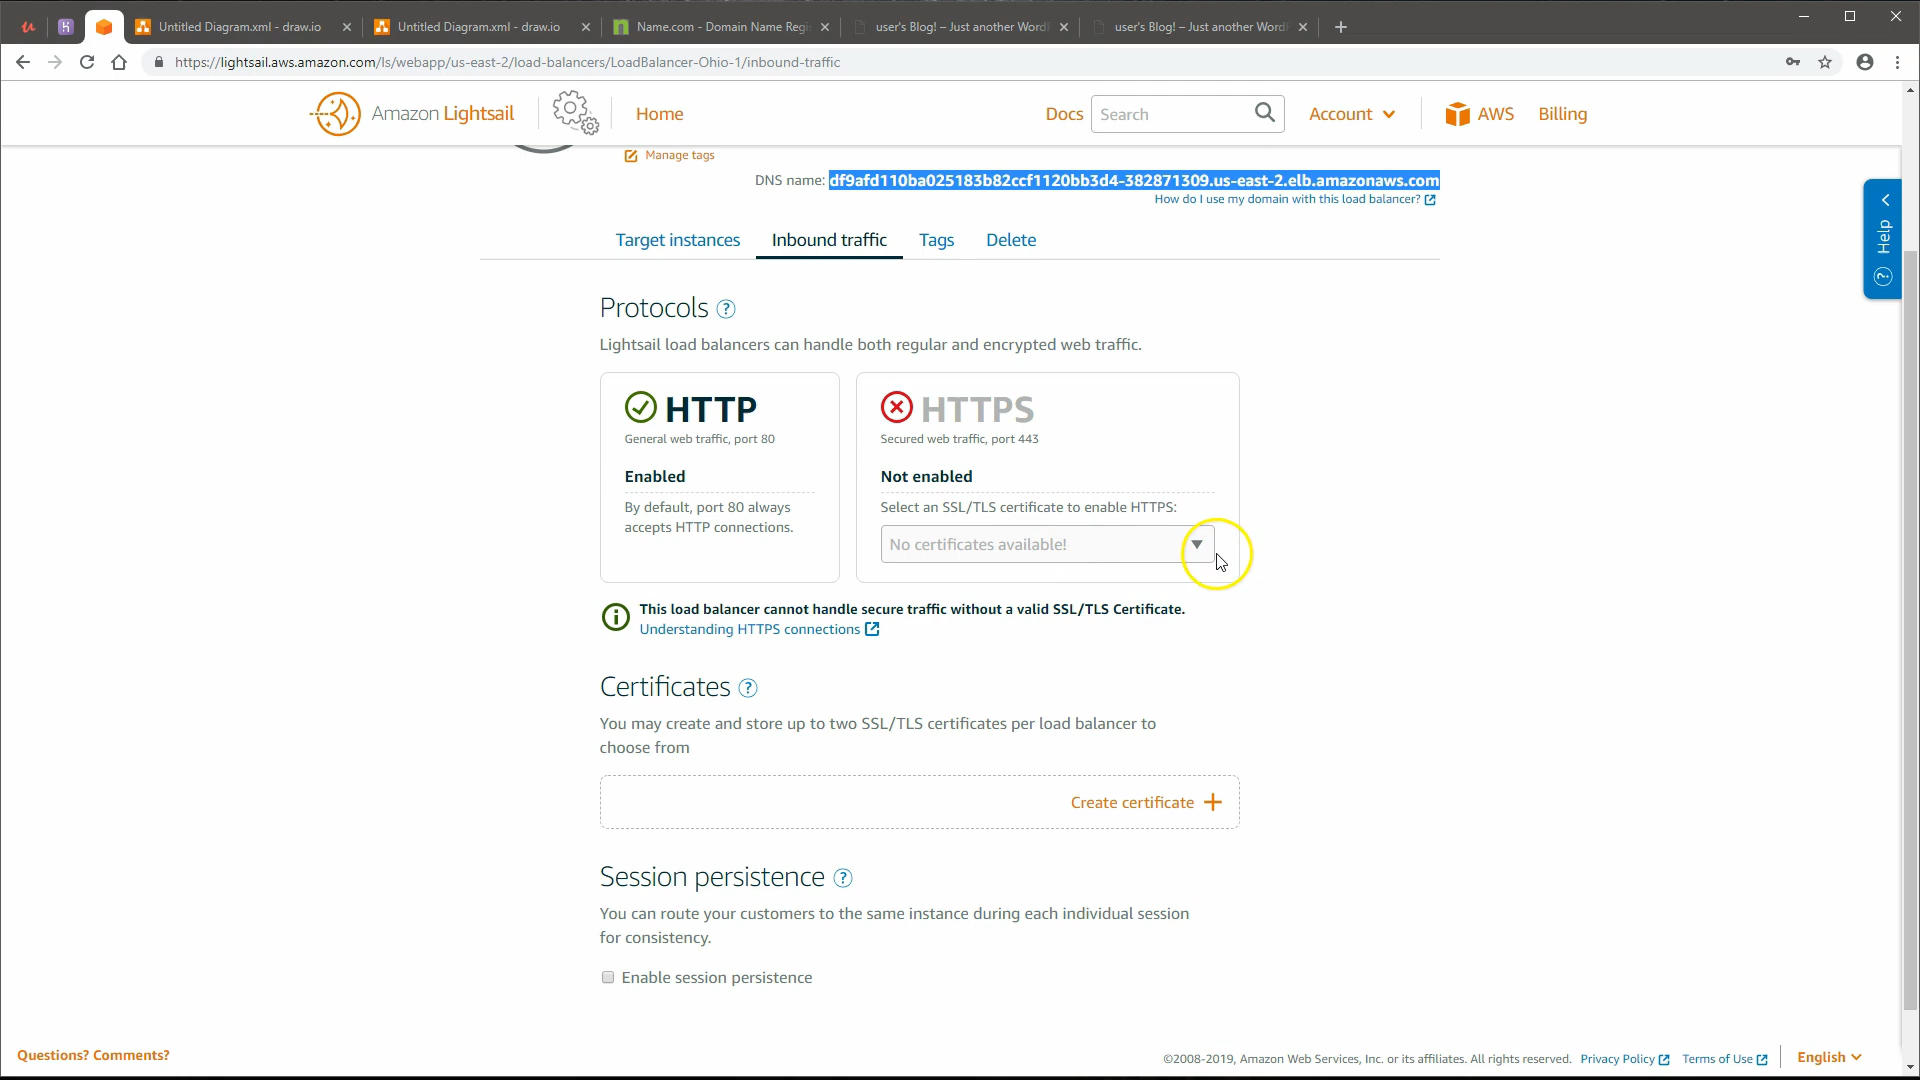 Untitled Diagram.xml - draw.io
Untitled Diagram.xml - draw.io
Name.com - Domain Name Regi
user's Blog! – Just another Word
user's Blog! – Just another Word
https://lightsail.aws.amazon.com/ls/webapp/us-east-2/load-balancers/LoadBalancer-Ohio-1/inbound-traffic
Amazon Lightsail
Home
Docs
Search
Account
AWS
Billing
Manage tags
DNS name: df9afd110ba025183b82ccf1120bb3d4-382871309.us-east-2.elb.amazonaws.com
How do I use my domain with this load balancer?
Help
Target instances
Inbound traffic
Tags
Delete
Protocols ?
Lightsail load balancers can handle both regular and encrypted web traffic.
HTTP
General web traffic, port 80
Enabled
By default, port 80 always
accepts HTTP connections.
HTTPS
Secured web traffic, port 443
Not enabled
Select an SSL/TLS certificate to enable HTTPS:
No certificates available!
This load balancer cannot handle secure traffic without a valid SSL/TLS Certificate.
Understanding HTTPS connections
Certificates ?
You may create and store up to two SSL/TLS certificates per load balancer to
choose from
Create certificate +
Session persistence ?
You can route your customers to the same instance during each individual session
for consistency.
Enable session persistence
Questions? Comments?
©2008-2019, Amazon Web Services, Inc. or its affiliates. All rights reserved.
Privacy Policy
Terms of Use
English